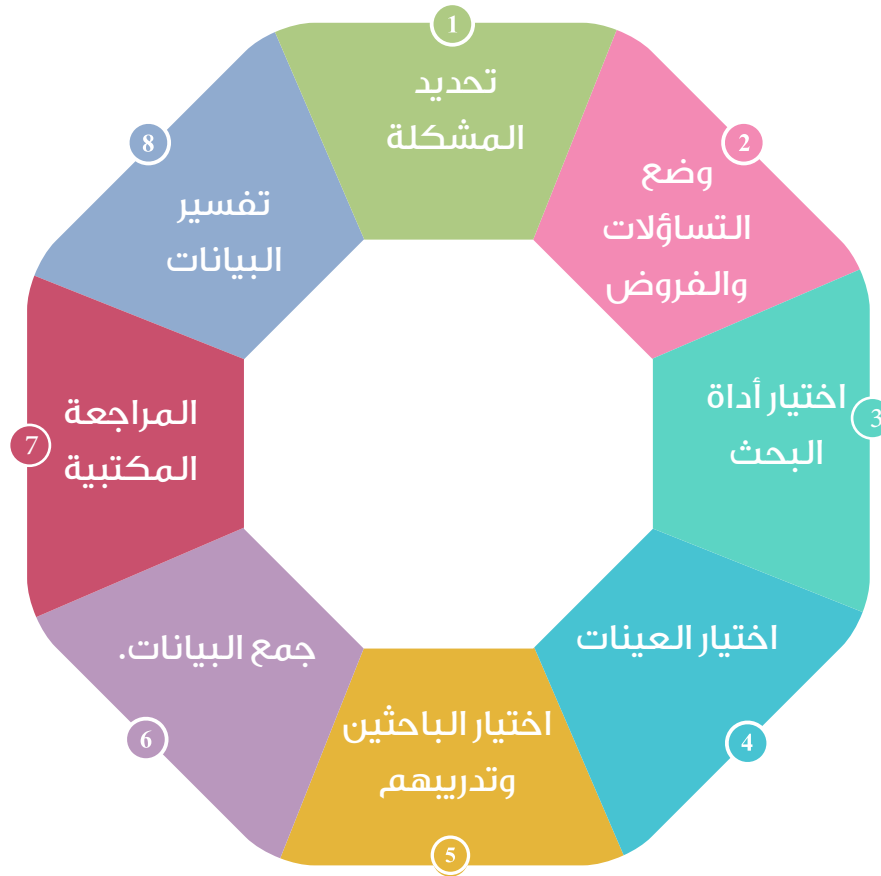 1
تحديد
المشكلة
2
وضع
التساؤلات
والفروض
3
اختيار أداة
البحث
4
اختيار العينات
5
اختيار الباحثين
وتدريبهم
6
جمع البيانات.
7
المراجعة
المكتبية
8
تفسير
البيانات